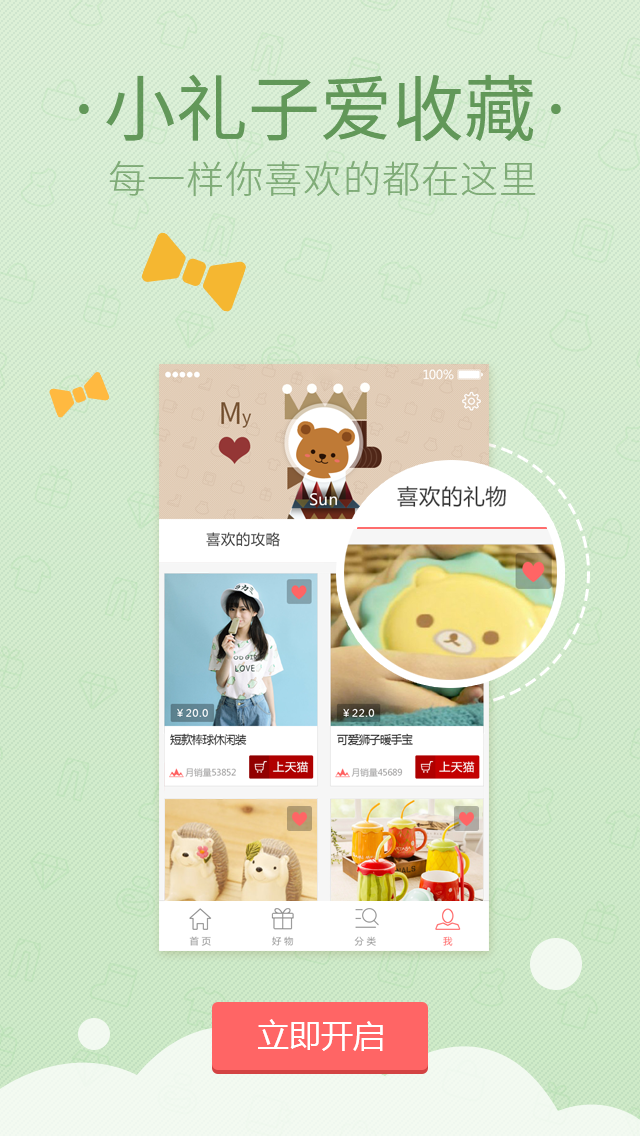 ·小礼子爱收藏·
每一样你喜欢的都在这里
100%
My
Sun
喜欢的攻略
喜欢的礼物
LOVE
¥20.0
¥22.0
短款棒球休闲装
可爱狮子暖手宝
月销量53852
上天猫
月销量45689
上天猫
首页
好物
分类
我
立即开启